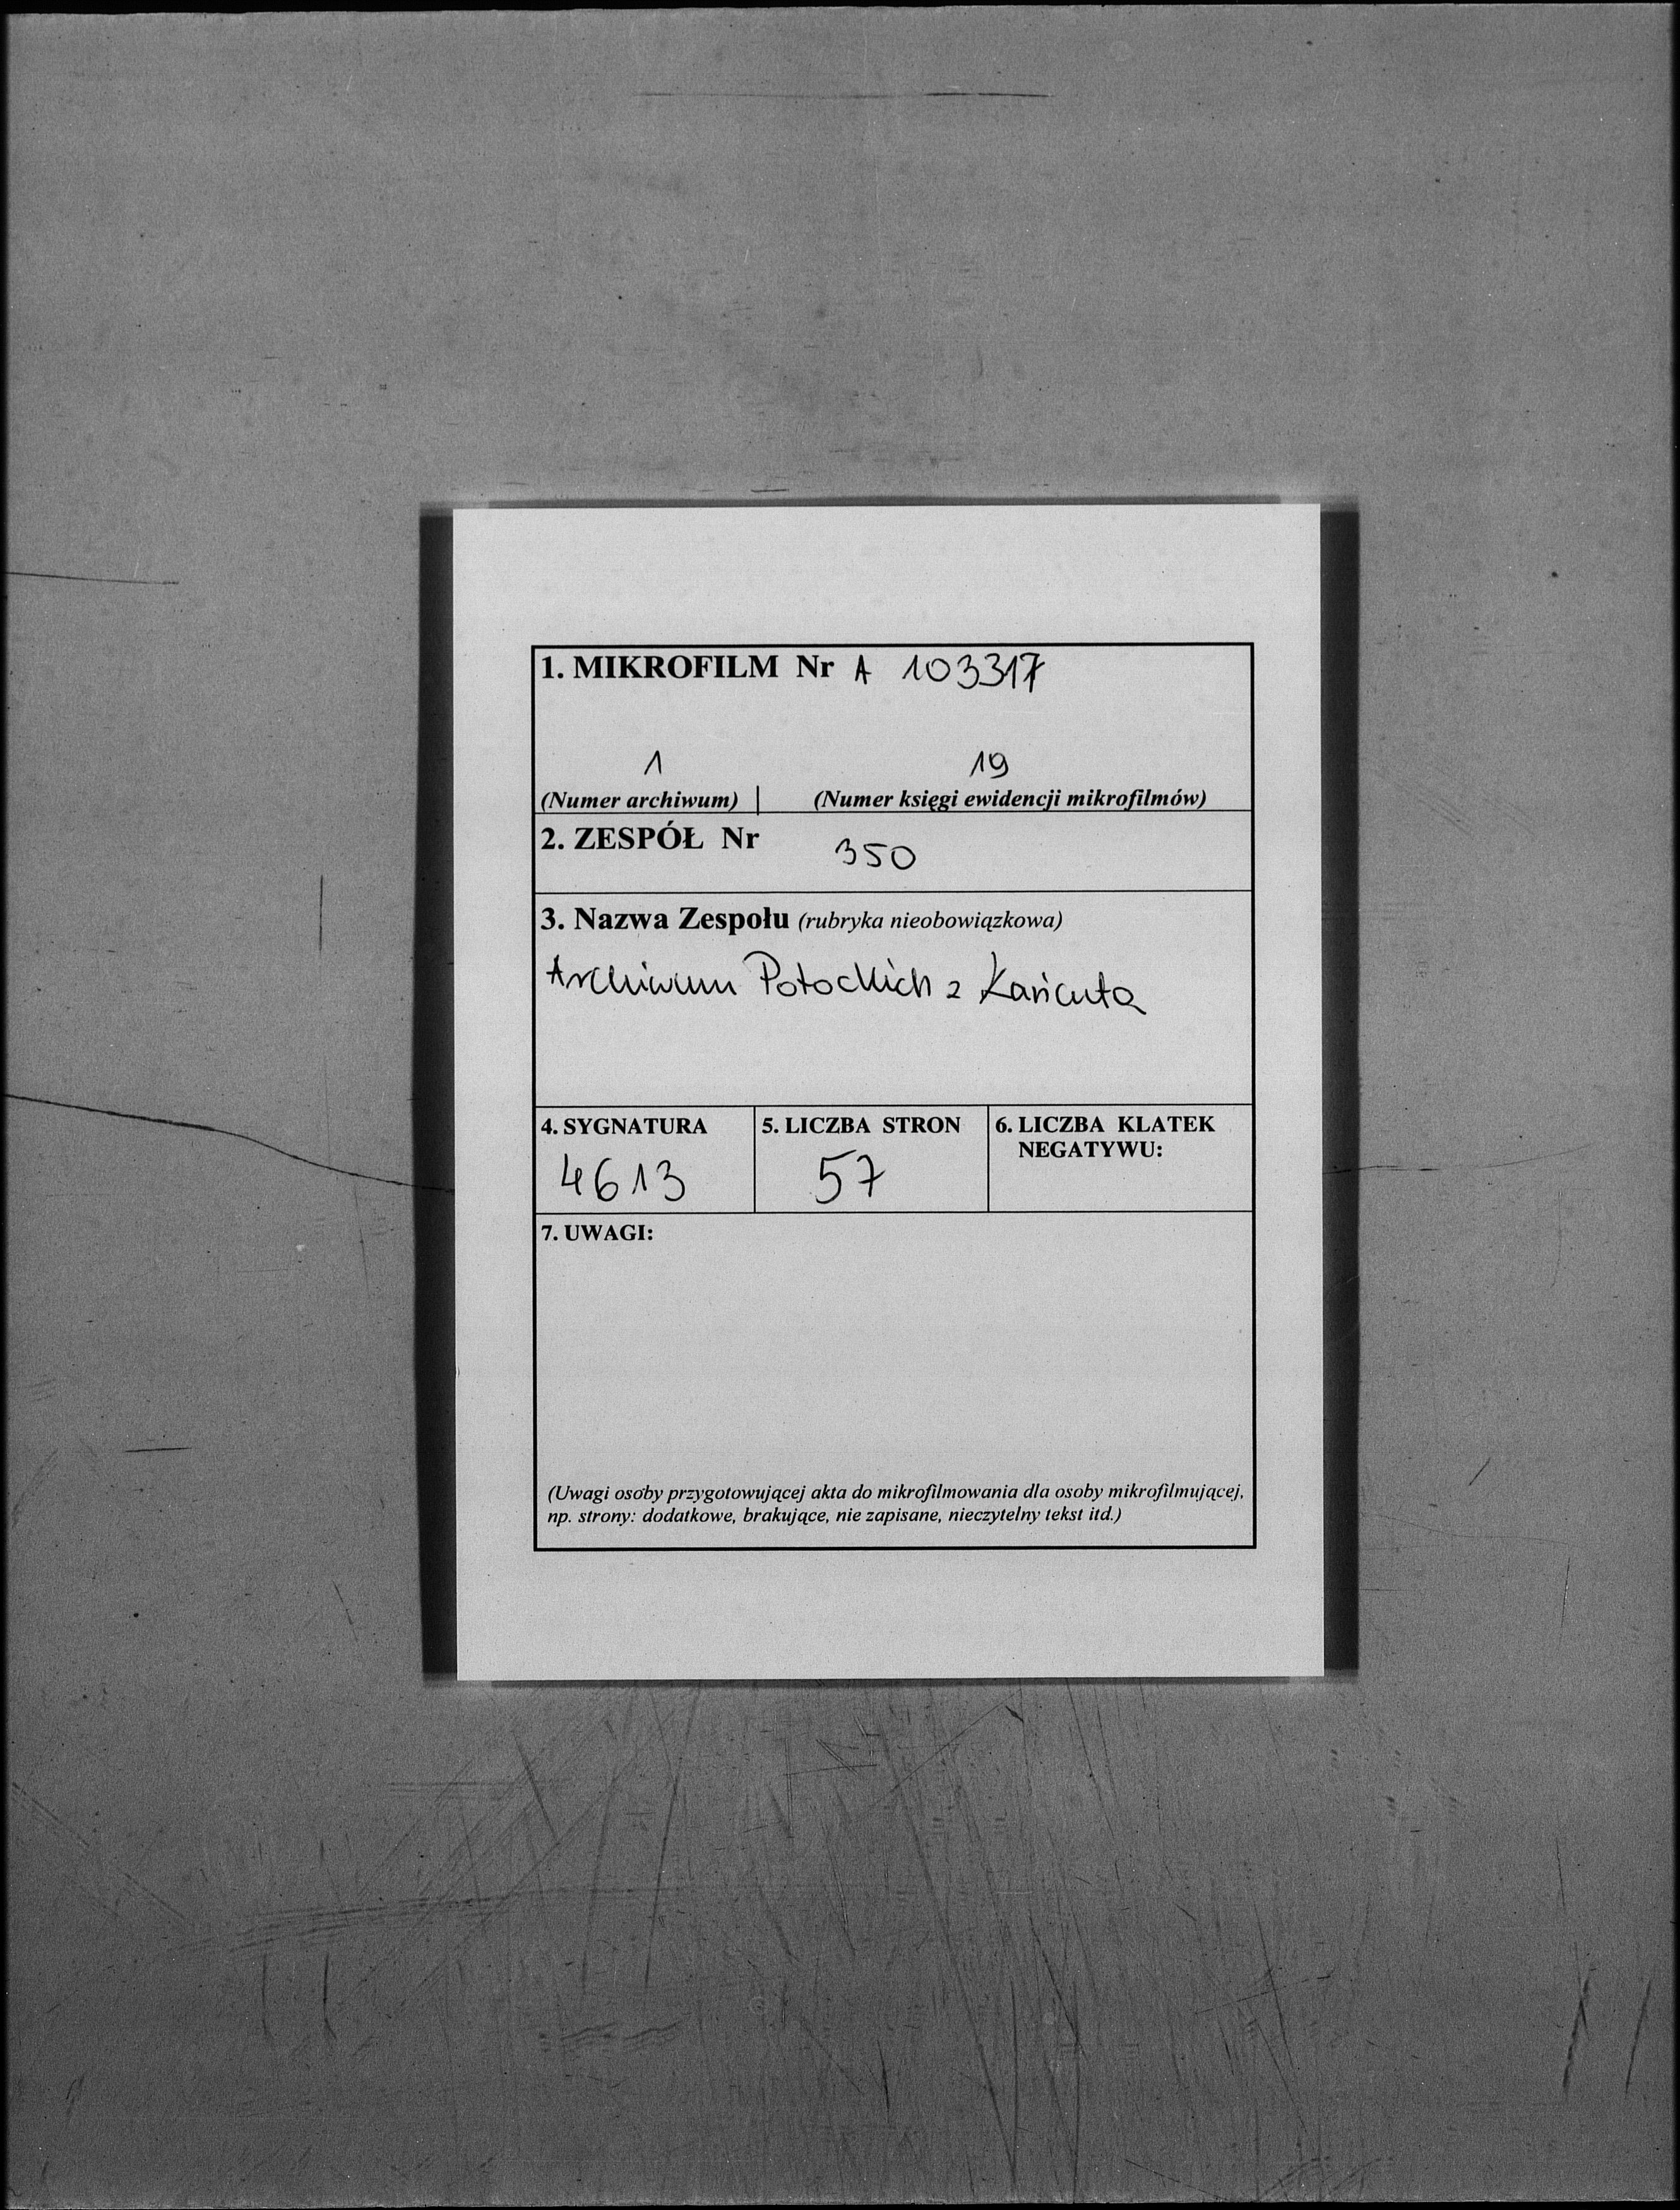 1. MIKROFILM Nr A 103317
1 19
(Numer archiwum) | (Numer księgi ewidencji mikrofilmów)
2. ZESPÓŁ Nr 350
3. Nazwa Zespołu (rubryka nieobowiązkowa)
Archiwum Potockich z Łańcuta
4. SYGNATURA 5. LICZBA STRON 6. LICZBA KLATEK
NEGATYWU:
4613 57
7. UWAGI:
(Uwagi osoby przygotowującej akta do mikrofilmowania dla osoby mikrofilmującej,
np. strony: dodatkowe, brakujące, nie zapisane, nieczytelny tekst itd.)